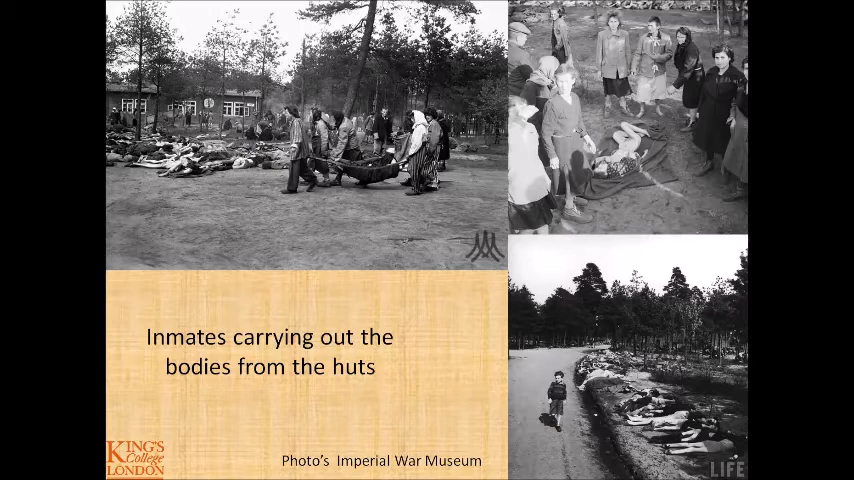 Inmates carrying out the
bodies from the huts
KING'S
College
LONDON
Photo's Imperial War Museum
LIFE